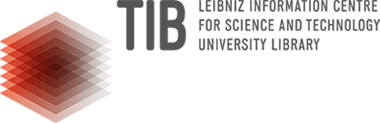 TIB
LEIBNIZ INFORMATION CENTRE
FOR SCIENCE AND TECHNOLOGY
UNIVERSITY LIBRARY